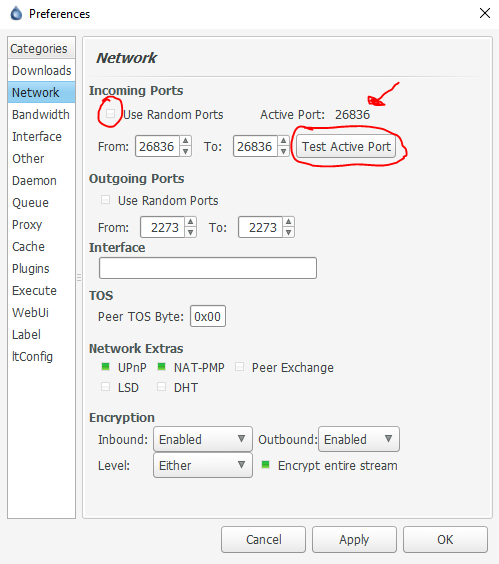 Preferences
Categories
Downloads
Network
Bandwidth
Interface
Other
Daemon
Queue
Proxy
Cache
Plugins
Execute
WebUi
Label
ltConfig
Network
Incoming Ports
Use Random Ports Active Port: 26836
From: 26836 To: 26836 Test Active Port
Outgoing Ports
Use Random Ports
From: 2273 To: 2273
Interface
TOS
Peer TOS Byte: 0x00
Network Extras
UPnP NAT-PMP Peer Exchange
LSD DHT
Encryption
Inbound: Enabled Outbound: Enabled
Level: Either Encrypt entire stream
Cancel Apply OK